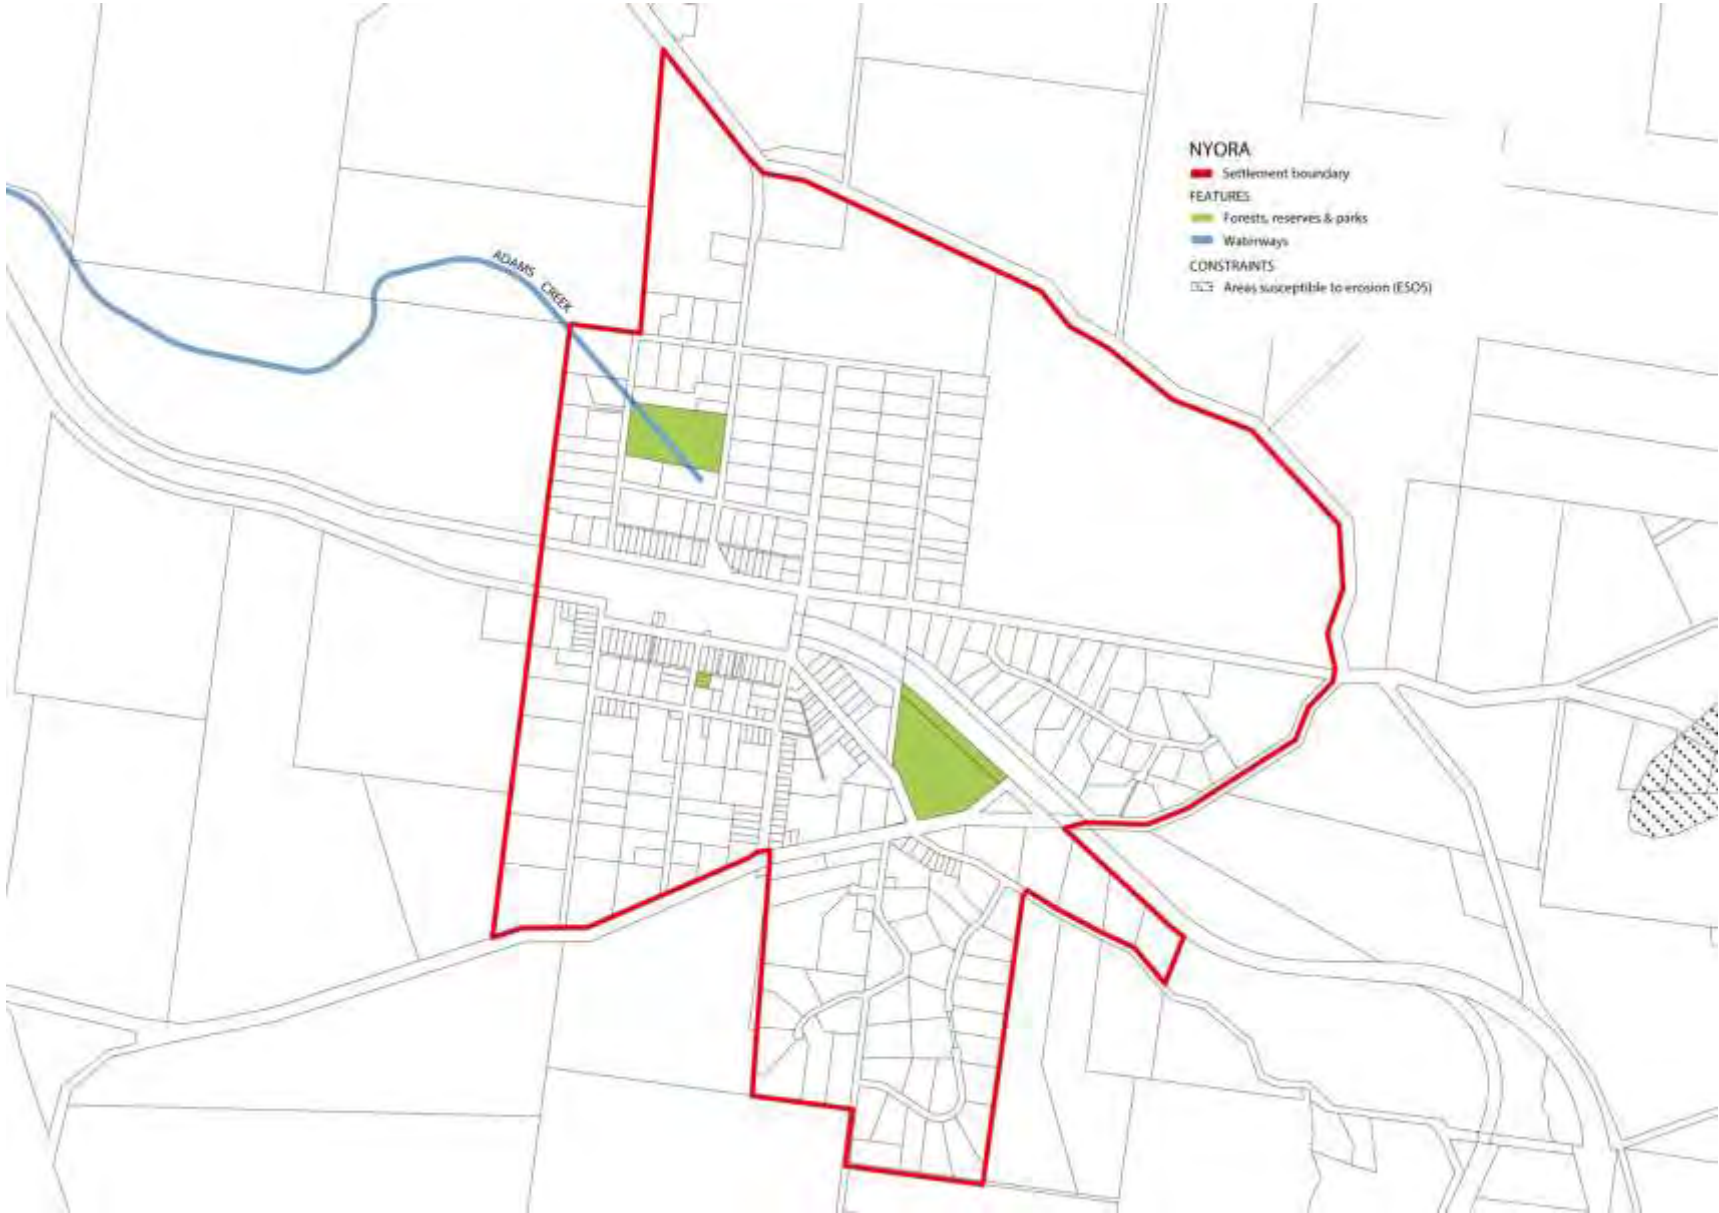 NYORA
Settlement boundary
FEATURES
Forests, reserves & parks
Waterways
CONSTRAINTS
Areas susceptible to erosion (ESO5)
ADAMS CREEK